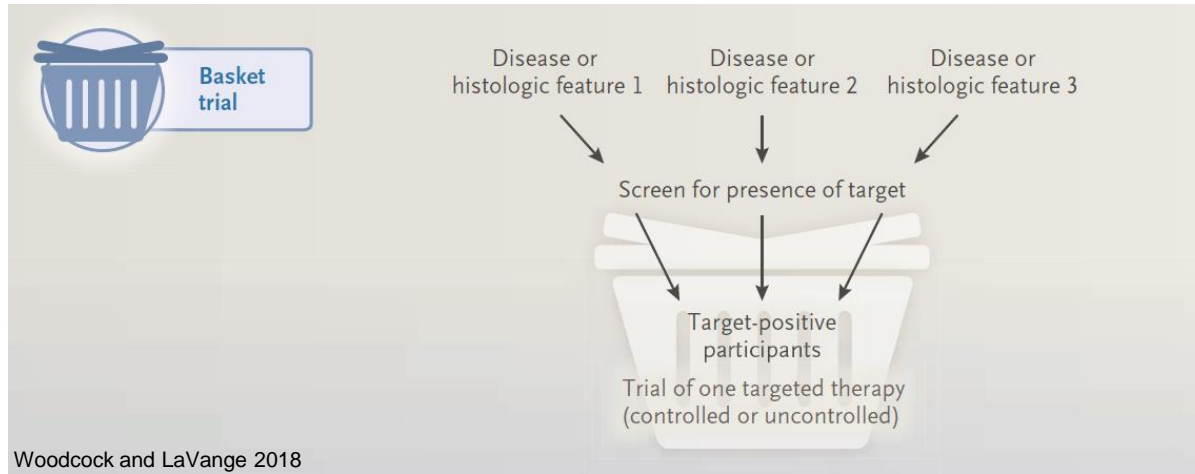 Basket
trial
Disease or
histologic feature 1
Disease or
histologic feature 2
Disease or
histologic feature 3
Screen for presence of target
Target-positive
participants
Trial of one targeted therapy
(controlled or uncontrolled)
Woodcock and LaVange 2018